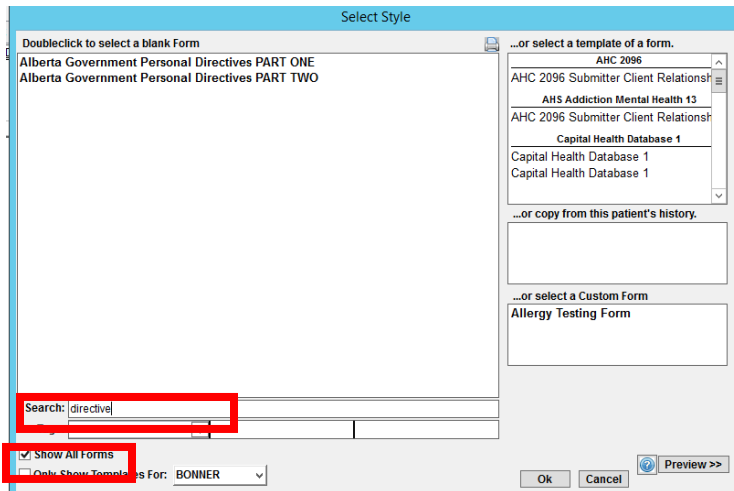 Select Style
Doubleclick to select a blank Form
Alberta Government Personal Directives PART ONE
Alberta Government Personal Directives PART TWO
...or select a template of a form.
AHC 2096
AHC 2096 Submitter Client Relationsh
AHS Addiction Mental Health 13
AHC 2096 Submitter Client Relationsh
Capital Health Database 1
Capital Health Database 1
Capital Health Database 1
...or copy from this patient's history.
...or select a Custom Form
Allergy Testing Form
Search: directive
Show All Forms
Only Show Templates For: BONNER
Preview >>
Ok Cancel